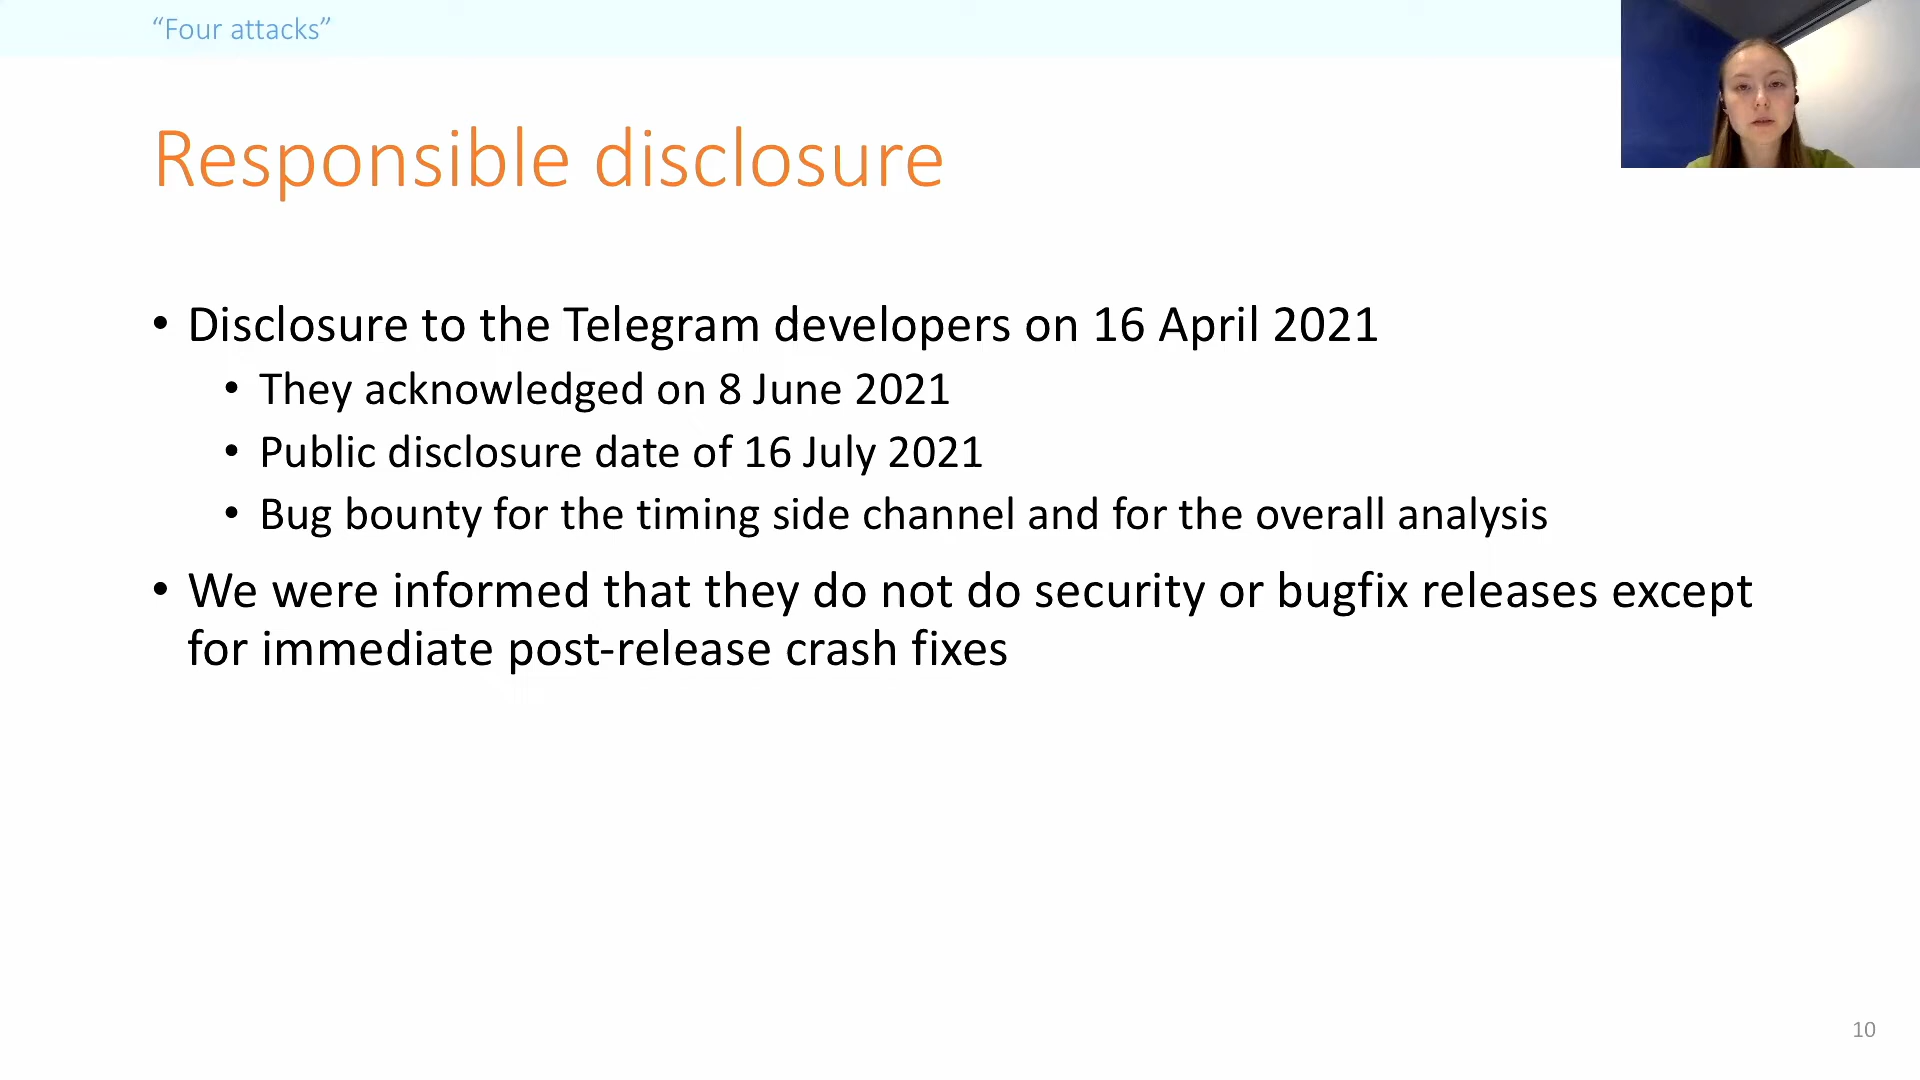 “Four attacks”
Responsible disclosure
• Disclosure to the Telegram developers on 16 April 2021
• They acknowledged on 8 June 2021
• Public disclosure date of 16 July 2021
• Bug bounty for the timing side channel and for the overall analysis
• We were informed that they do not do security or bugfix releases except
for immediate post-release crash fixes
10